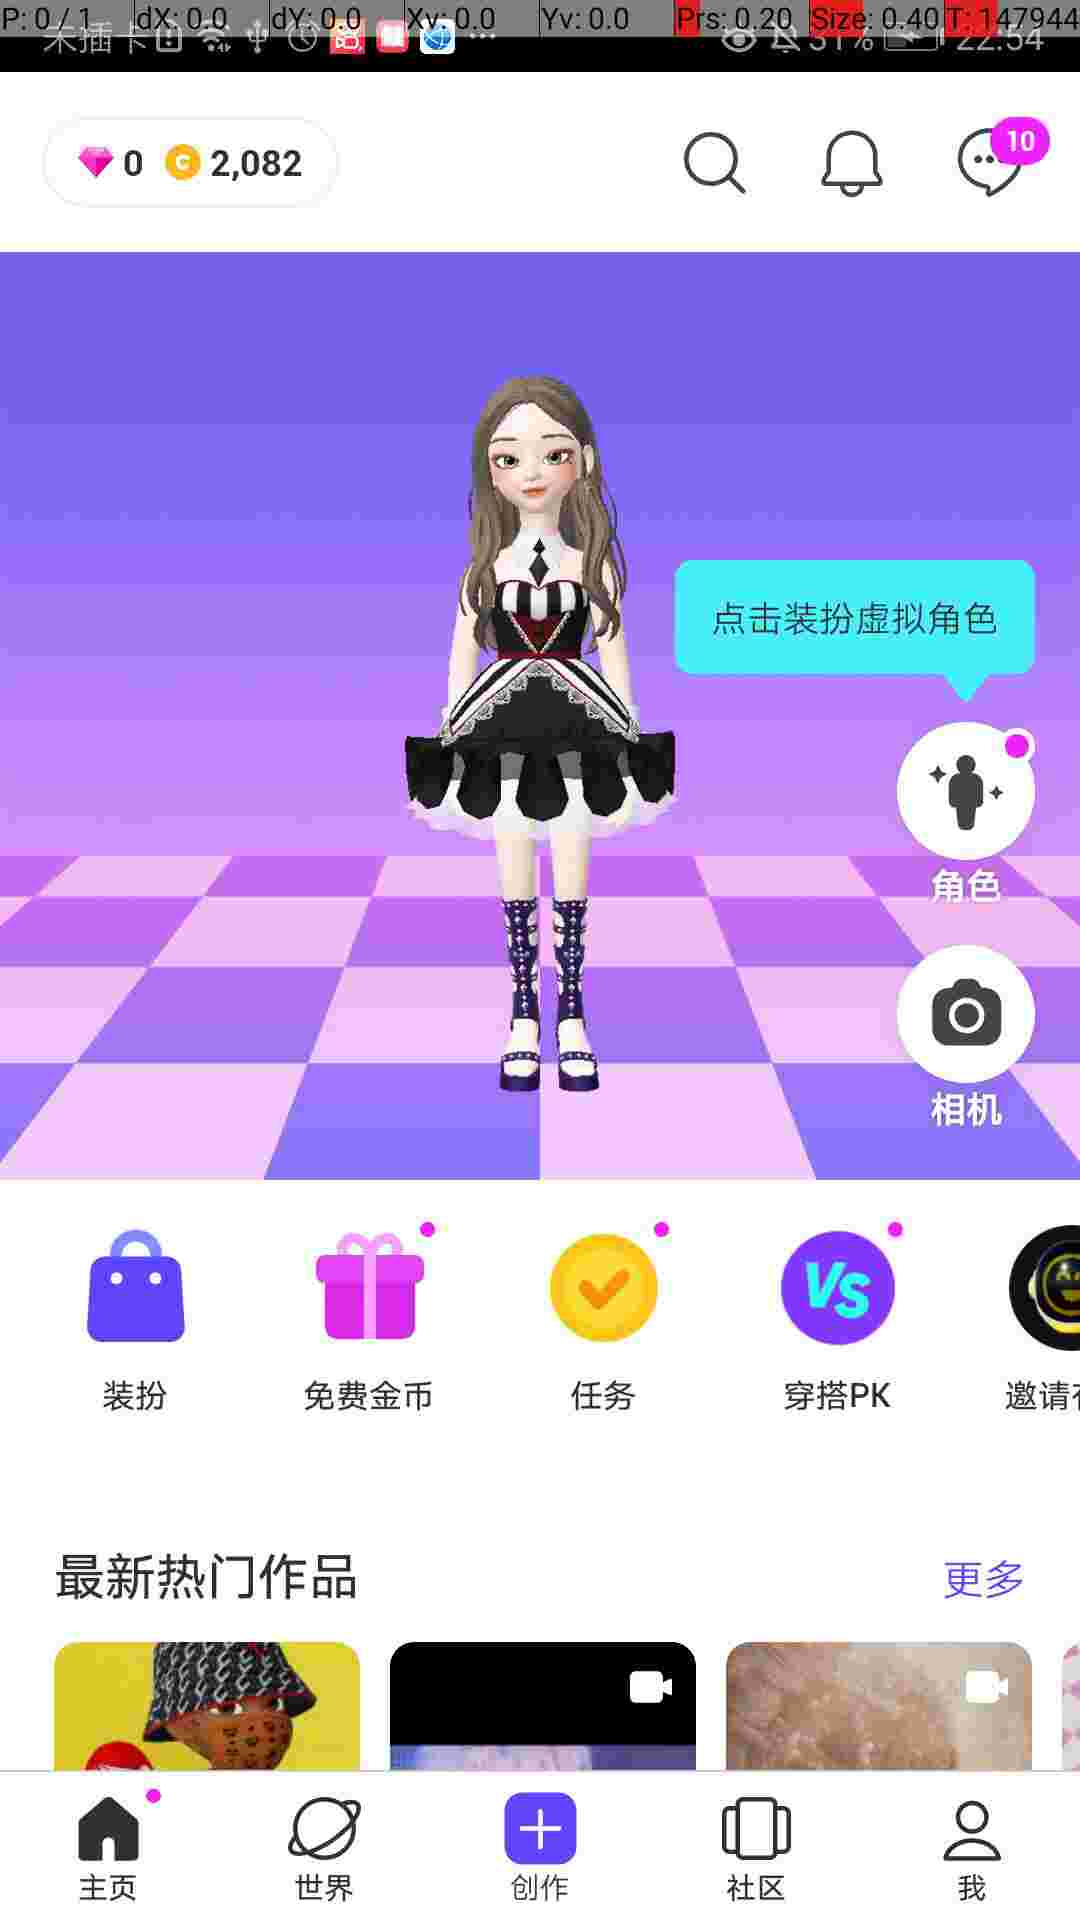 P: 0 / 1 dX: 0.0 dY: 0.0 Xv: 0.0 Yv: 0.0 Prs: 0.20 Size: 0.40 T: 147944
未插卡 31% 22:54
0 2,082 10
点击装扮虚拟角色
角色
相机
VS
装扮 免费金币 任务 穿搭PK 邀请
最新热门作品 更多
主页 世界 创作 社区 我